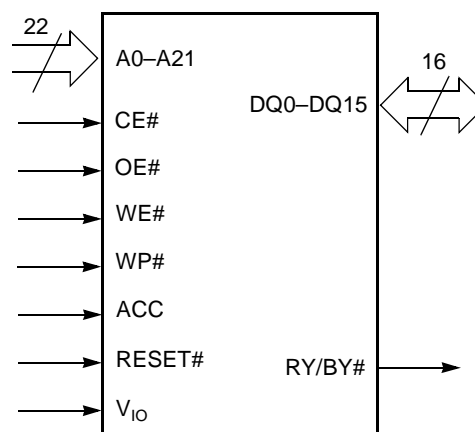 22
A0–A21
16
DQ0–DQ15
CE#
OE#
WE#
WP#
ACC
RESET#
RY/BY#
VIO